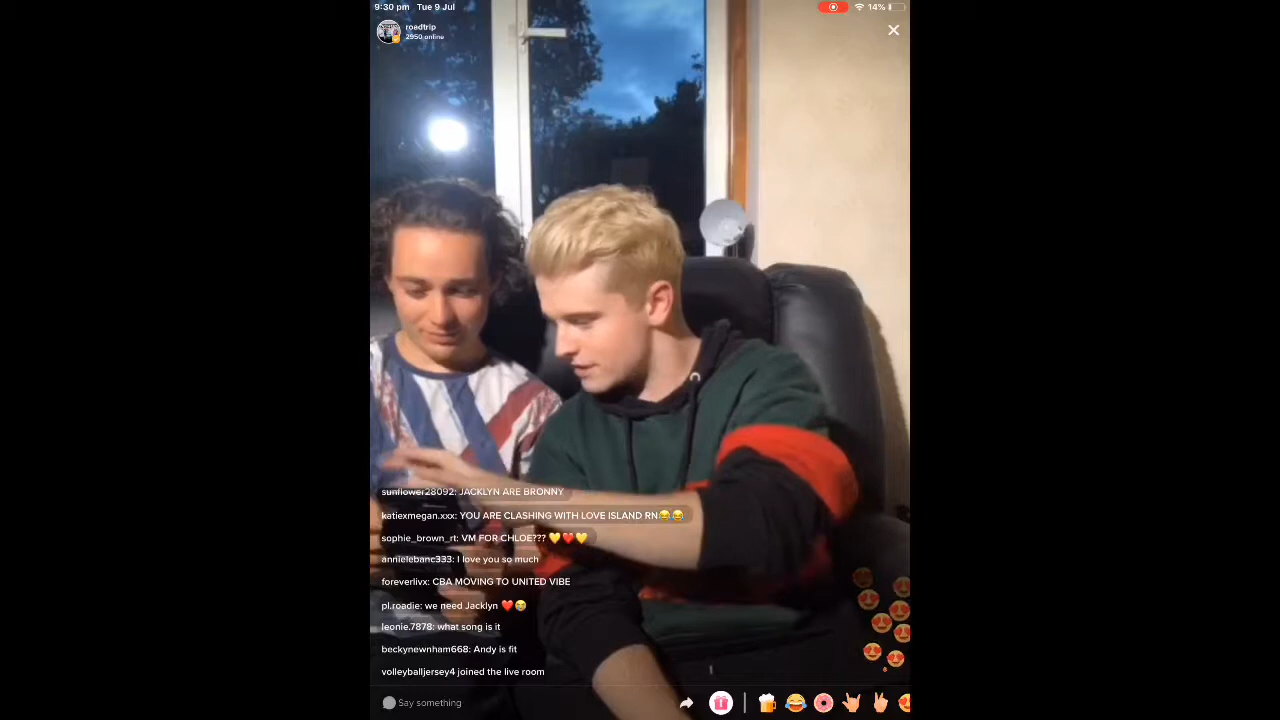 9:30 pm Tue 9 Jul
14%
roadtrip
2950 online
sunflower28092: JACKLYN ARE BRONNY
katiexmegan.xxx: YOU ARE CLASHING WITH LOVE ISLAND RN😂😂
sophie_brown_rt: VM FOR CHLOE??? 💛❤️💛
annielebanc333: I love you so much
foreverlivx: CBA MOVING TO UNITED VIBE
pl.roadie: we need Jacklyn ❤️😭
leonie.7878: what song is it
beckynewnham668: Andy is fit
volleyballjersey4 joined the live room
Say something